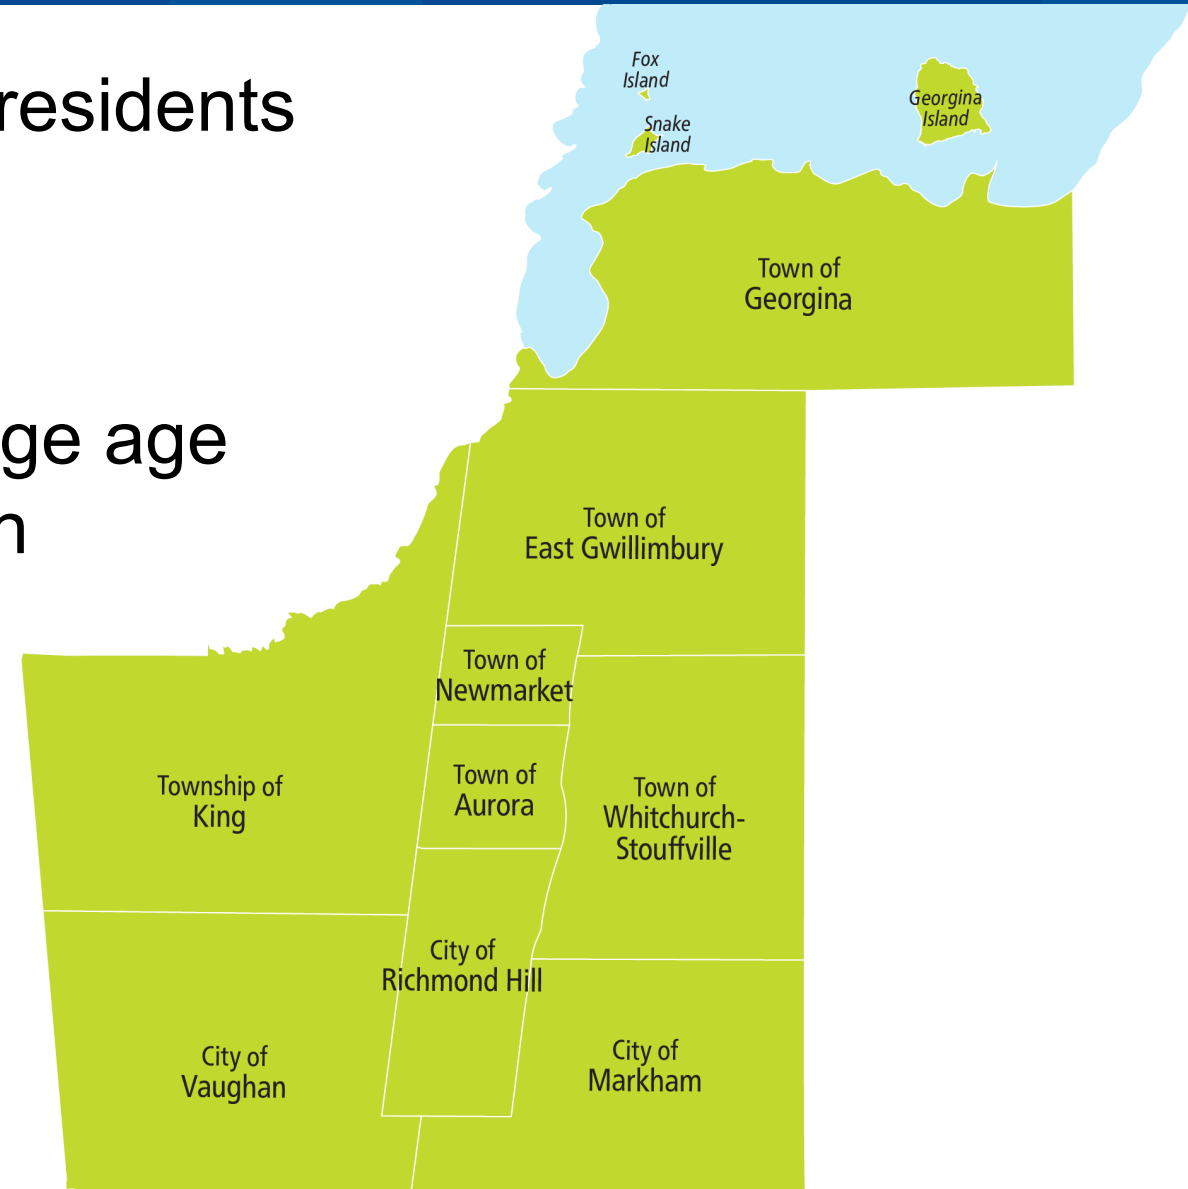 residents
ge age
n
Fox
Island
Snake
Island
Georgina
Island
Town of
Georgina
Town of
East Gwillimbury
Town of
Newmarket
Town of
Aurora
Township of
King
Town of
Whitchurch-
Stouffville
City of
Richmond Hill
City of
Vaughan
City of
Markham